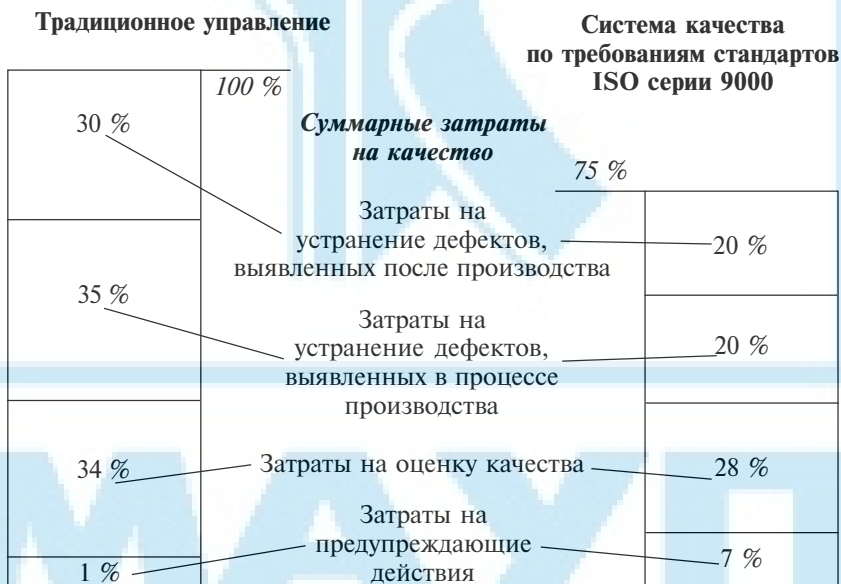 Традиционное управление
Система качества
по требованиям стандартов
ISO серии 9000
100 %
30 %
Суммарные затраты
на качество
75 %
Затраты на
устранение дефектов,
выявленных после производства
20 %
35 %
Затраты на
устранение дефектов,
выявленных в процессе
производства
20 %
34 %
Затраты на оценку качества
28 %
Затраты на
предупреждающие
действия
1 %
7 %
МАУП